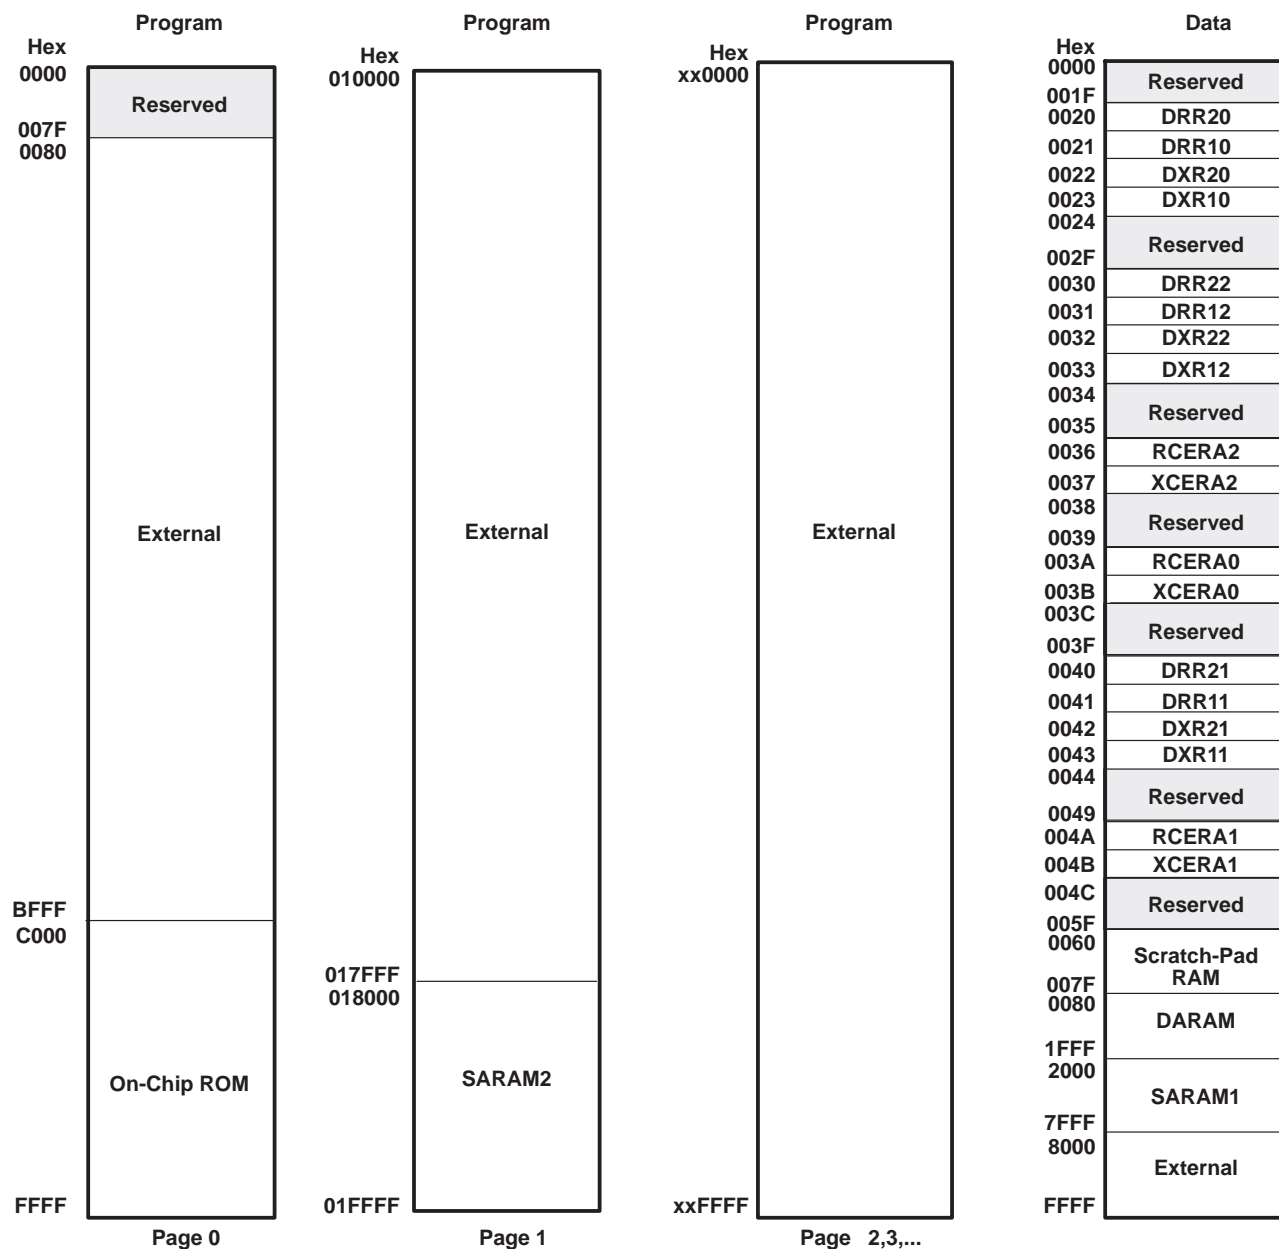 Program
Hex
0000
Reserved
007F
0080
External
BFFF
C000
On-Chip ROM
FFFF
Page 0
Program
Hex
010000
External
017FFF
018000
SARAM2
01FFFF
Page 1
Program
Hex
xx0000
External
xxFFFF
Page 2,3,...
Data
Hex
0000
Reserved
001F
0020 DRR20
0021 DRR10
0022 DXR20
0023 DXR10
0024
Reserved
002F
0030 DRR22
0031 DRR12
0032 DXR22
0033 DXR12
0034
Reserved
0035
0036 RCERA2
0037 XCERA2
0038
Reserved
0039
003A RCERA0
003B XCERA0
003C
Reserved
003F
0040 DRR21
0041 DRR11
0042 DXR21
0043 DXR11
0044
Reserved
0049
004A RCERA1
004B XCERA1
004C
Reserved
005F
0060
Scratch-Pad
RAM
007F
0080
DARAM
1FFF
2000
SARAM1
7FFF
8000
External
FFFF